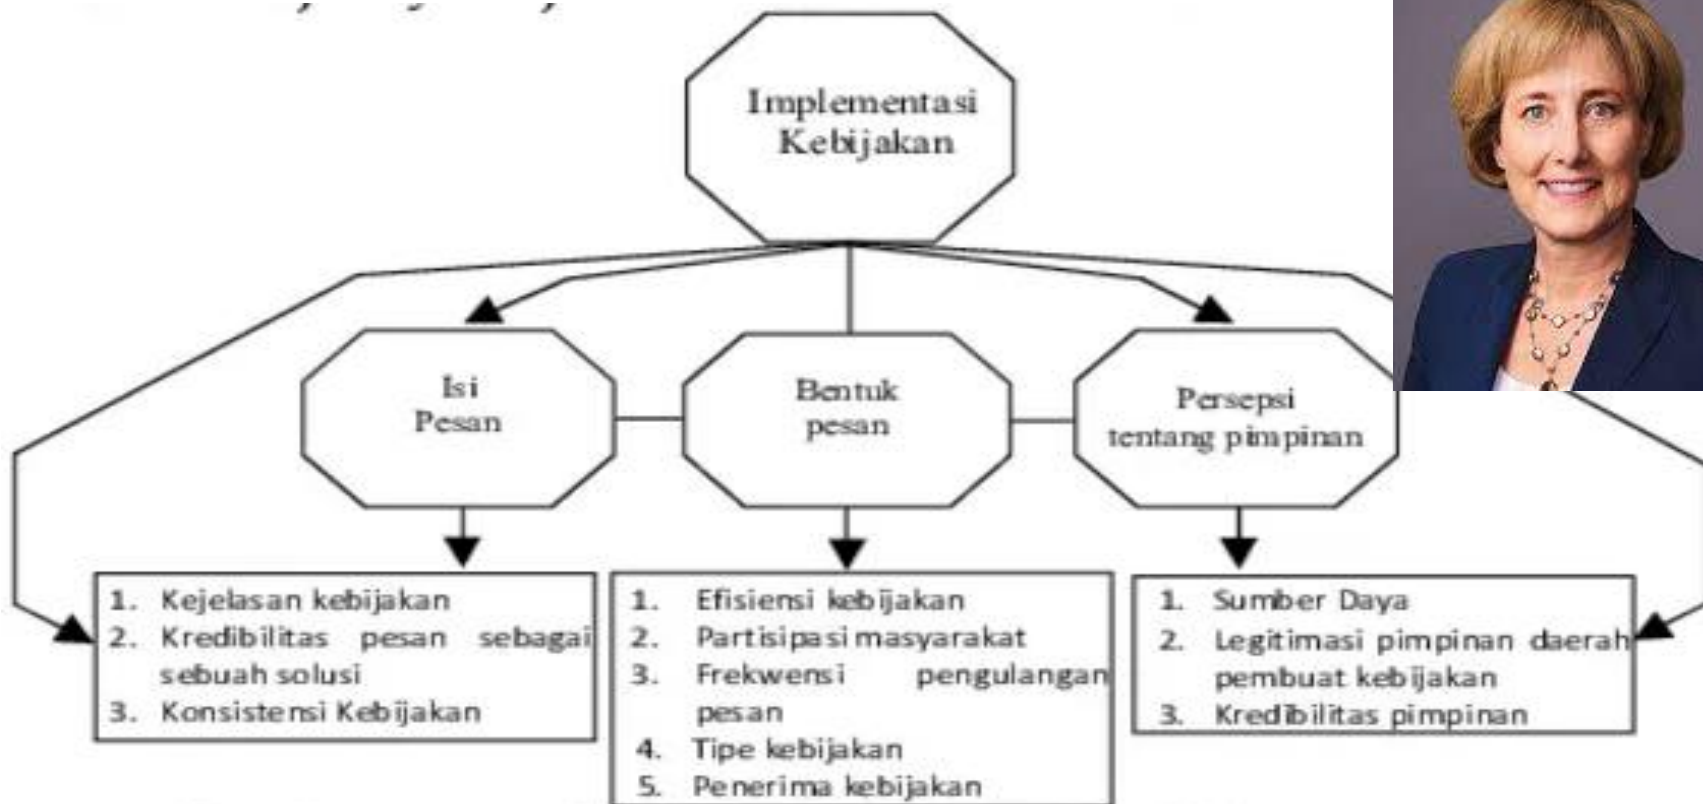 Implementasi
Kebijakan
Isi
Pesan
Bentuk
pesan
Persepsi
tentang pimpinan
1. Kejelasan kebijakan
2. Kredibilitas pesan sebagai
sebuah solusi
3. Konsistensi Kebijakan
1. Efisiensi kebijakan
2. Partisipasi masyarakat
3. Frekwensi pengulangan
pesan
4. Tipe kebijakan
5. Penerima kebijakan
1. Sumber Daya
2. Legitimasi pimpinan daerah
pembuat kebijakan
3. Kredibilitas pimpinan